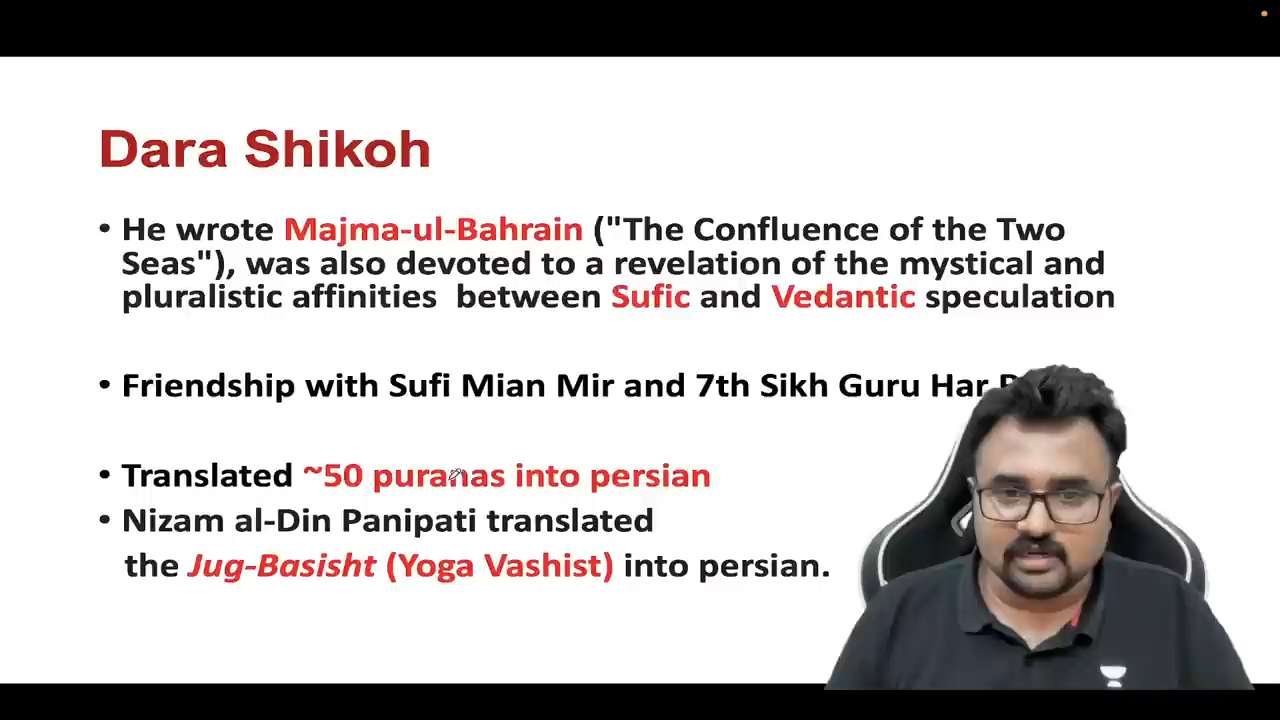 Dara Shikoh
• He wrote Majma-ul-Bahrain ("The Confluence of the Two
Seas"), was also devoted to a revelation of the mystical and
pluralistic affinities between Sufic and Vedantic speculation
• Friendship with Sufi Mian Mir and 7th Sikh Guru Har
• Translated ~50 puranas into persian
• Nizam al-Din Panipati translated
the Jug-Basisht (Yoga Vashist) into persian.